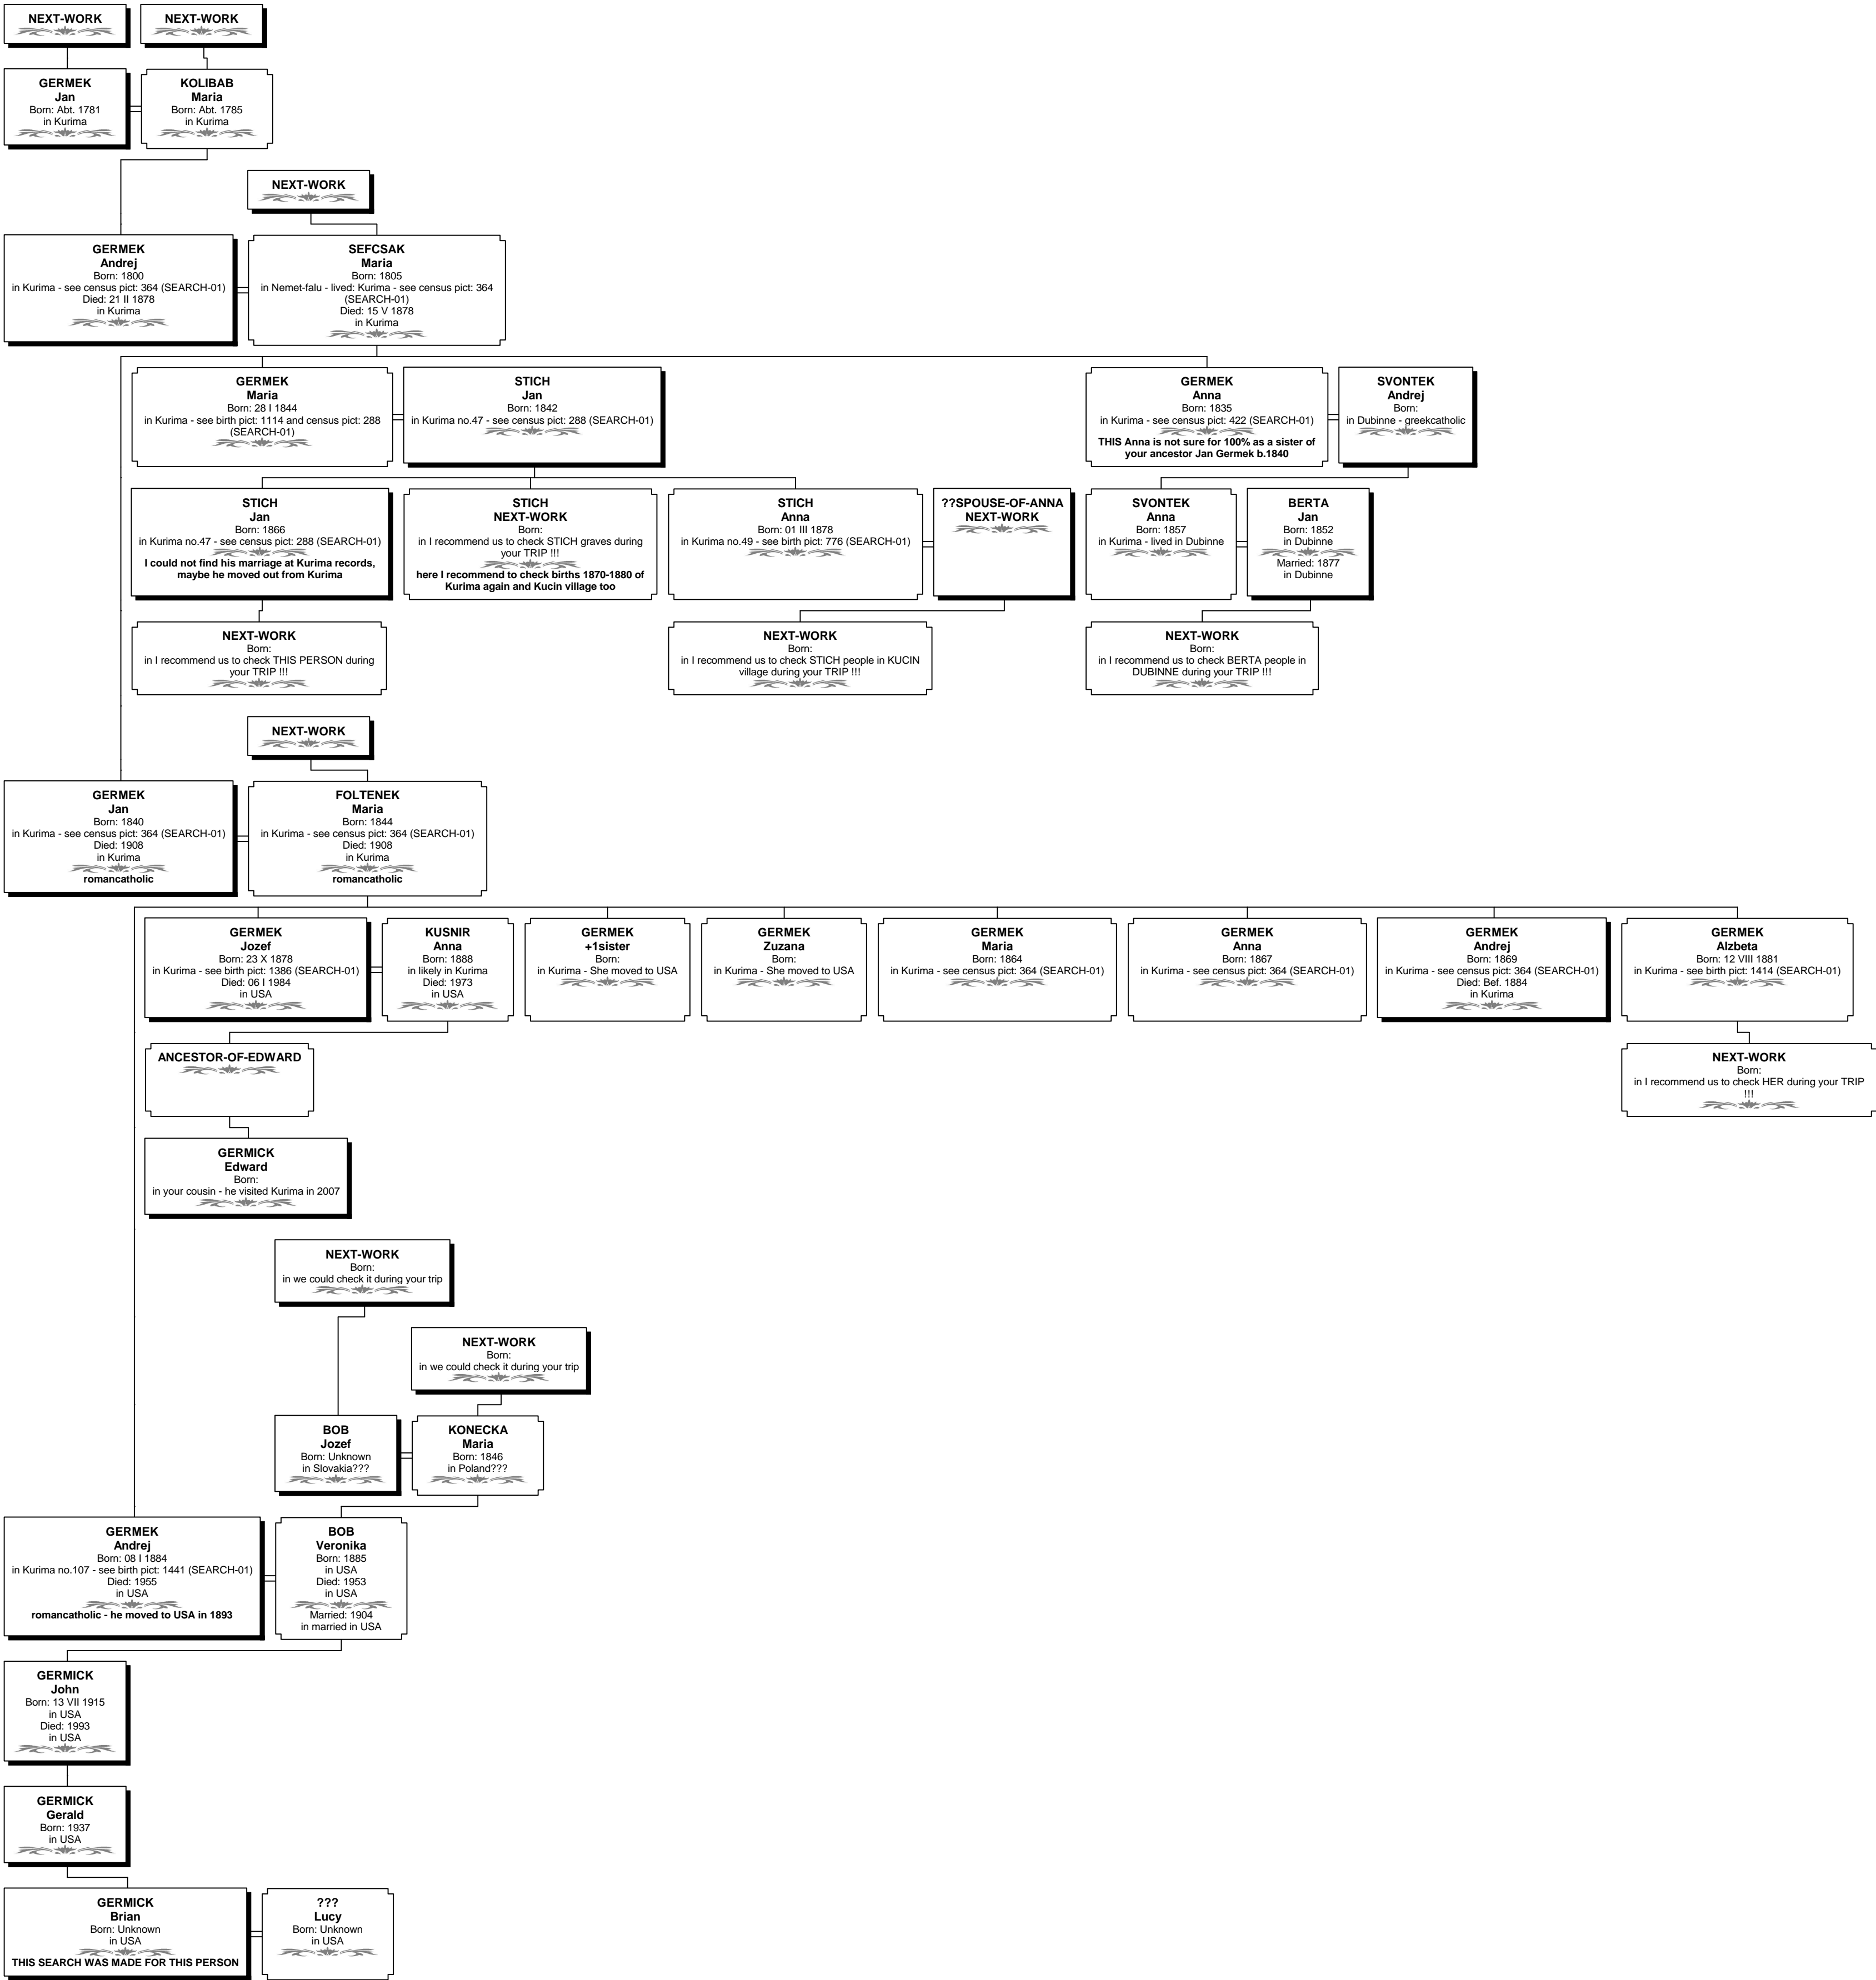 NEXT-WORK
NEXT-WORK
GERMEK
Jan
Born: Abt. 1781
in Kurima
KOLIBAB
Maria
Born: Abt. 1785
in Kurima
NEXT-WORK
GERMEK
Andrej
Born: 1800
in Kurima - see census pict: 364 (SEARCH-01)
Died: 21 II 1878
in Kurima
SEFCSAK
Maria
Born: 1805
in Nemet-falu - lived: Kurima - see census pict: 364
(SEARCH-01)
Died: 15 V 1878
in Kurima
GERMEK
Maria
Born: 28 I 1844
in Kurima - see birth pict: 1114 and census pict: 288
(SEARCH-01)
STICH
Jan
Born: 1842
in Kurima no.47 - see census pict: 288 (SEARCH-01)
GERMEK
Anna
Born: 1835
in Kurima - see census pict: 422 (SEARCH-01)
THIS Anna is not sure for 100% as a sister of
your ancestor Jan Germek b.1840
SVONTEK
Andrej
Born:
in Dubinne - greekcatholic
STICH
Jan
Born: 1866
in Kurima no.47 - see census pict: 288 (SEARCH-01)
I could not find his marriage at Kurima records,
maybe he moved out from Kurima
STICH
NEXT-WORK
Born:
in I recommend us to check STICH graves during
your TRIP !!!
here I recommend to check births 1870-1880 of
Kurima again and Kucin village too
STICH
Anna
Born: 01 III 1878
in Kurima no.49 - see birth pict: 776 (SEARCH-01)
??SPOUSE-OF-ANNA
NEXT-WORK
SVONTEK
Anna
Born: 1857
in Kurima - lived in Dubinne
BERTA
Jan
Born: 1852
in Dubinne
Married: 1877
in Dubinne
NEXT-WORK
Born:
in I recommend us to check THIS PERSON during
your TRIP !!!
NEXT-WORK
Born:
in I recommend us to check STICH people in KUCIN
village during your TRIP !!!
NEXT-WORK
Born:
in I recommend us to check BERTA people in
DUBINNE during your TRIP !!!
NEXT-WORK
GERMEK
Jan
Born: 1840
in Kurima - see census pict: 364 (SEARCH-01)
Died: 1908
in Kurima
romancatholic
FOLTENEK
Maria
Born: 1844
in Kurima - see census pict: 364 (SEARCH-01)
Died: 1908
in Kurima
romancatholic
GERMEK
Jozef
Born: 23 X 1878
in Kurima - see birth pict: 1386 (SEARCH-01)
Died: 06 I 1984
in USA
KUSNIR
Anna
Born: 1888
in likely in Kurima
Died: 1973
in USA
GERMEK
+1sister
Born:
in Kurima - She moved to USA
GERMEK
Zuzana
Born:
in Kurima - She moved to USA
GERMEK
Maria
Born: 1864
in Kurima - see census pict: 364 (SEARCH-01)
GERMEK
Anna
Born: 1867
in Kurima - see census pict: 364 (SEARCH-01)
GERMEK
Andrej
Born: 1869
in Kurima - see census pict: 364 (SEARCH-01)
Died: Bef. 1884
in Kurima
GERMEK
Alzbeta
Born: 12 VIII 1881
in Kurima - see birth pict: 1414 (SEARCH-01)
ANCESTOR-OF-EDWARD
NEXT-WORK
Born:
in I recommend us to check HER during your TRIP
!!!
GERMICK
Edward
Born:
in your cousin - he visited Kurima in 2007
NEXT-WORK
Born:
in we could check it during your trip
NEXT-WORK
Born:
in we could check it during your trip
BOB
Jozef
Born: Unknown
in Slovakia???
KONECKA
Maria
Born: 1846
in Poland???
GERMEK
Andrej
Born: 08 I 1884
in Kurima no.107 - see birth pict: 1441 (SEARCH-01)
Died: 1955
in USA
romancatholic - he moved to USA in 1893
BOB
Veronika
Born: 1885
in USA
Died: 1953
in USA
Married: 1904
in married in USA
GERMICK
John
Born: 13 VII 1915
in USA
Died: 1993
in USA
GERMICK
Gerald
Born: 1937
in USA
GERMICK
Brian
Born: Unknown
in USA
THIS SEARCH WAS MADE FOR THIS PERSON
???
Lucy
Born: Unknown
in USA